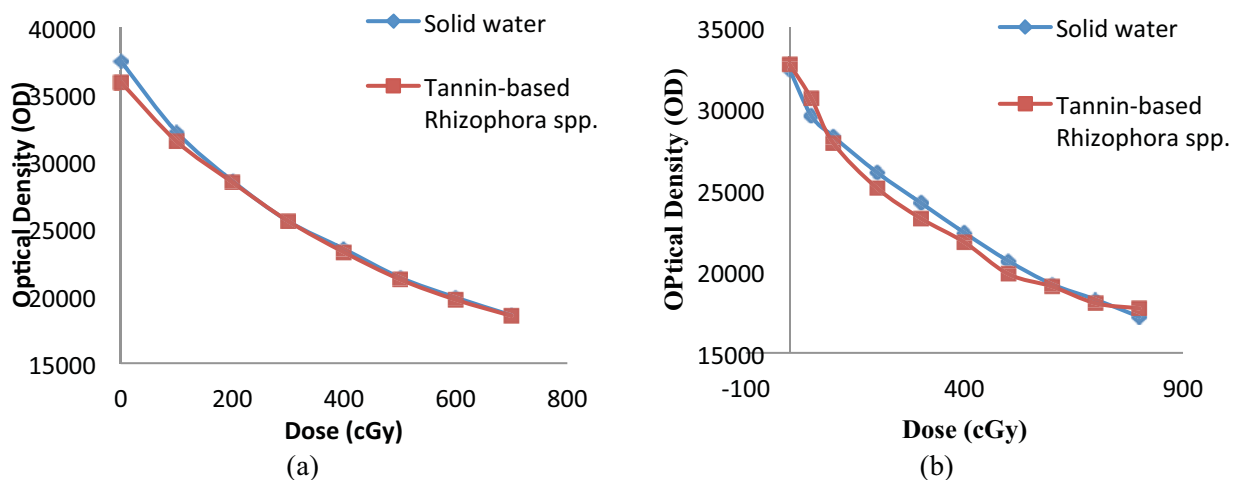 40000
35000
30000
25000
20000
15000
Optical Density (OD)
0
200
400
600
800
Dose (cGy)
Solid water
Tannin-based
Rhizophora spp.
(a)
35000
30000
25000
20000
15000
OPtical Density (OD)
-100
400
900
Dose (cGy)
Solid water
Tannin-based
Rhizophora spp.
(b)